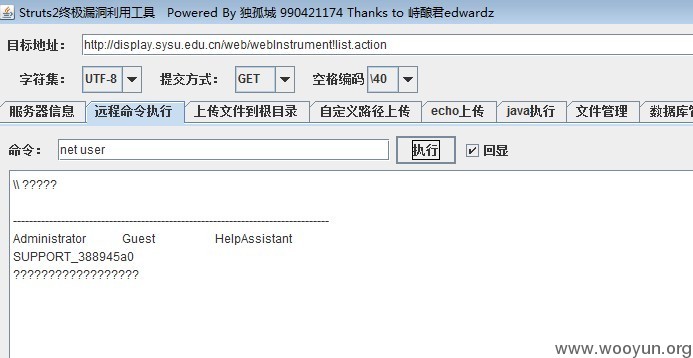 Struts2终极漏洞利用工具 Powered By 独孤城 990421174 Thanks to 峙酿君edwardz
目标地址: http://display.sysu.edu.cn/web/webInstrument!list.action
字符集: UTF-8 提交方式: GET 空格编码 \40
服务器信息 远程命令执行 上传文件到根目录 自定义路径上传 echo上传 java执行 文件管理 数据库管
命令: net user 执行 回显
\\ ?????
-------------------------------------------------------------------------------
Administrator Guest HelpAssistant
SUPPORT_388945a0
???????????????????
www.wooyun.org